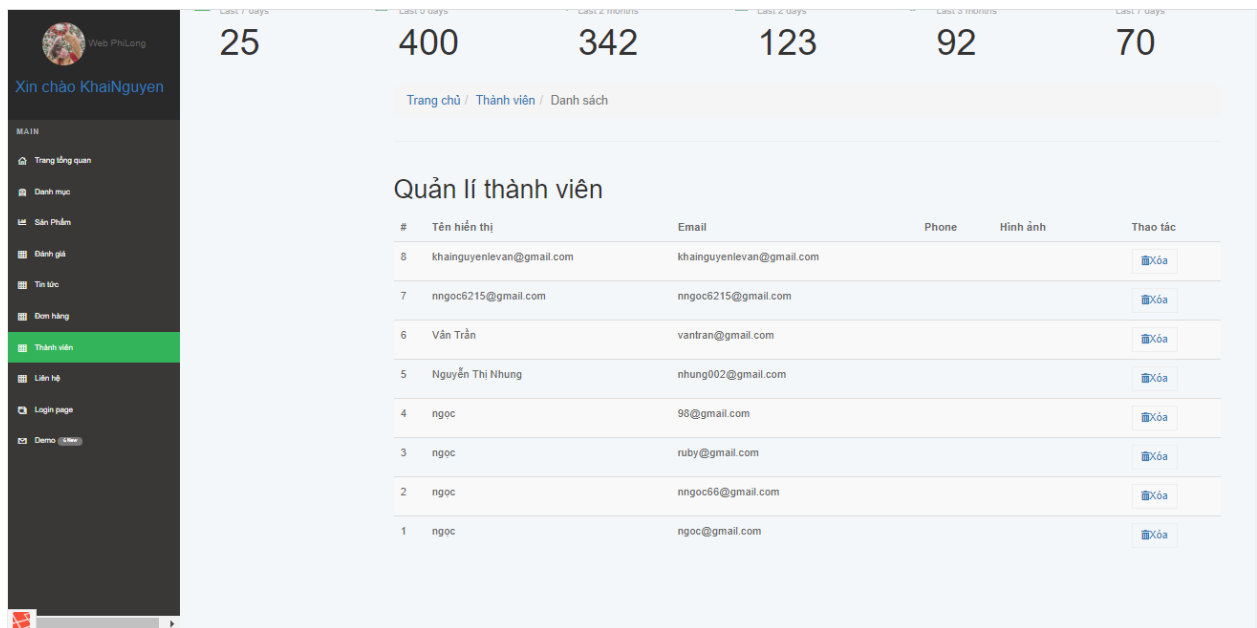 Last 7 days Last 5 days Last 2 months Last 2 days Last 3 months Last 7 days
25 400 342 123 92 70
Web PhiLong
Xin chào KhaiNguyen
MAIN
Trang tổng quan
Danh mục
Sản Phẩm
Đánh giá
Tin tức
Đơn hàng
Thành viên
Liên hệ
Login page
Demo 6 New
Trang chủ / Thành viên / Danh sách
Quản lí thành viên
# Tên hiển thị Email Phone Hình ảnh Thao tác
8 khainguyenlevan@gmail.com khainguyenlevan@gmail.com Xóa
7 nngoc6215@gmail.com nngoc6215@gmail.com Xóa
6 Vân Trần vantran@gmail.com Xóa
5 Nguyễn Thị Nhung nhung002@gmail.com Xóa
4 ngọc 98@gmail.com Xóa
3 ngọc ruby@gmail.com Xóa
2 ngọc nngoc66@gmail.com Xóa
1 ngọc ngoc@gmail.com Xóa